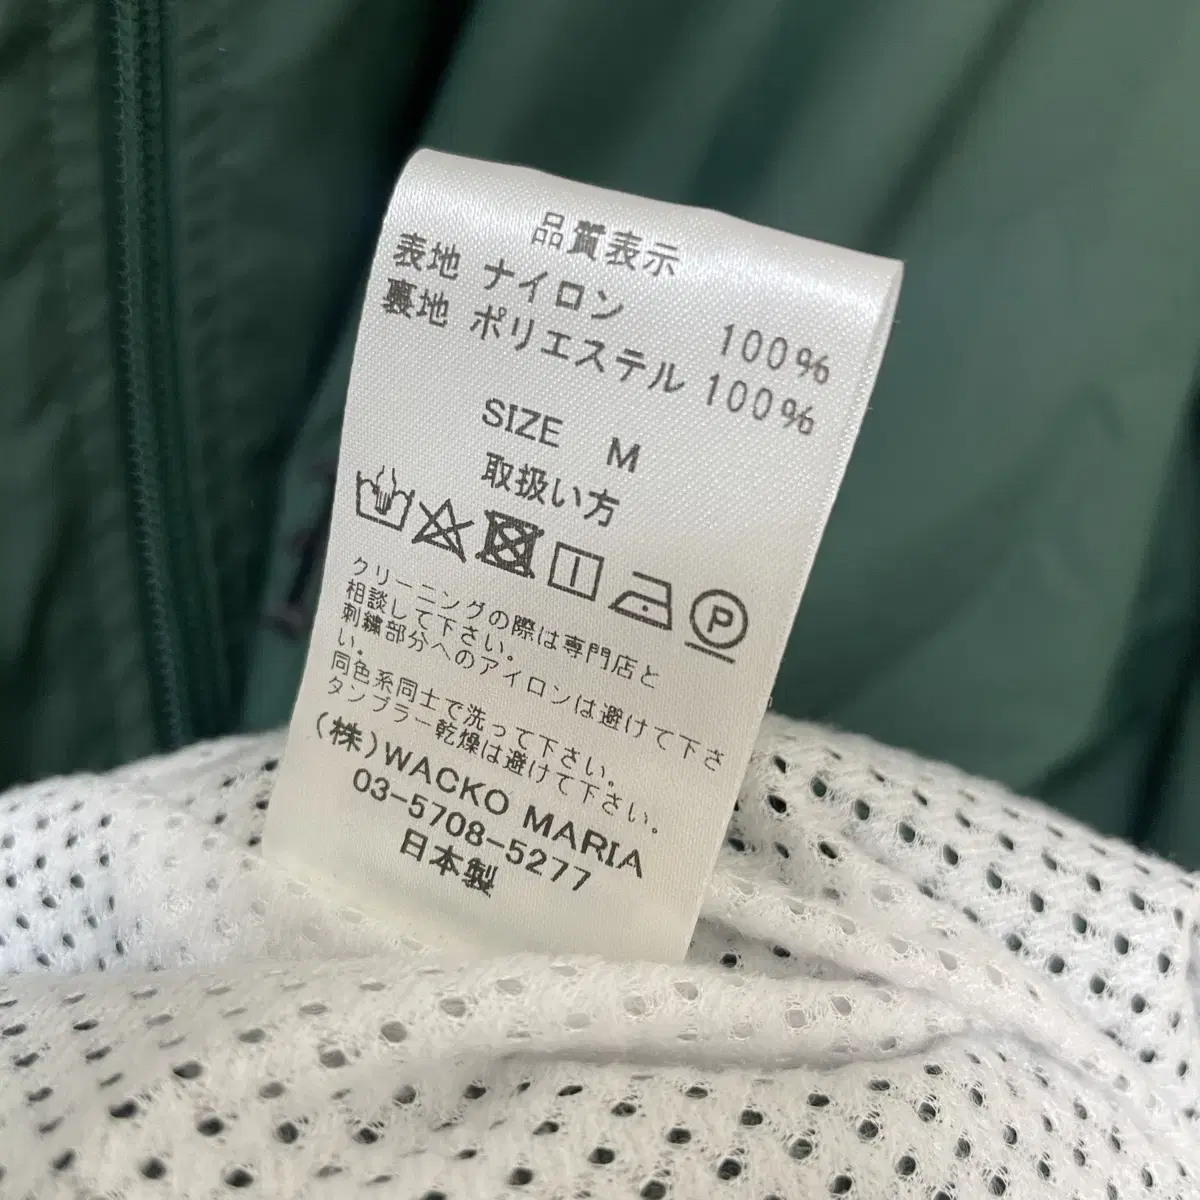 品質表示
表地 ナイロン 100%
裏地 ポリエステル 100%
SIZE M
取扱い方
P
クリーニングの際は専門店と
相談して下さい。
刺繍部分へのアイロンは避けて下さ
い。
同色系同士で洗って下さい。
タンブラー乾燥は避けて下さい。
(株)WACKO MARIA
03-5708-5277
日本製